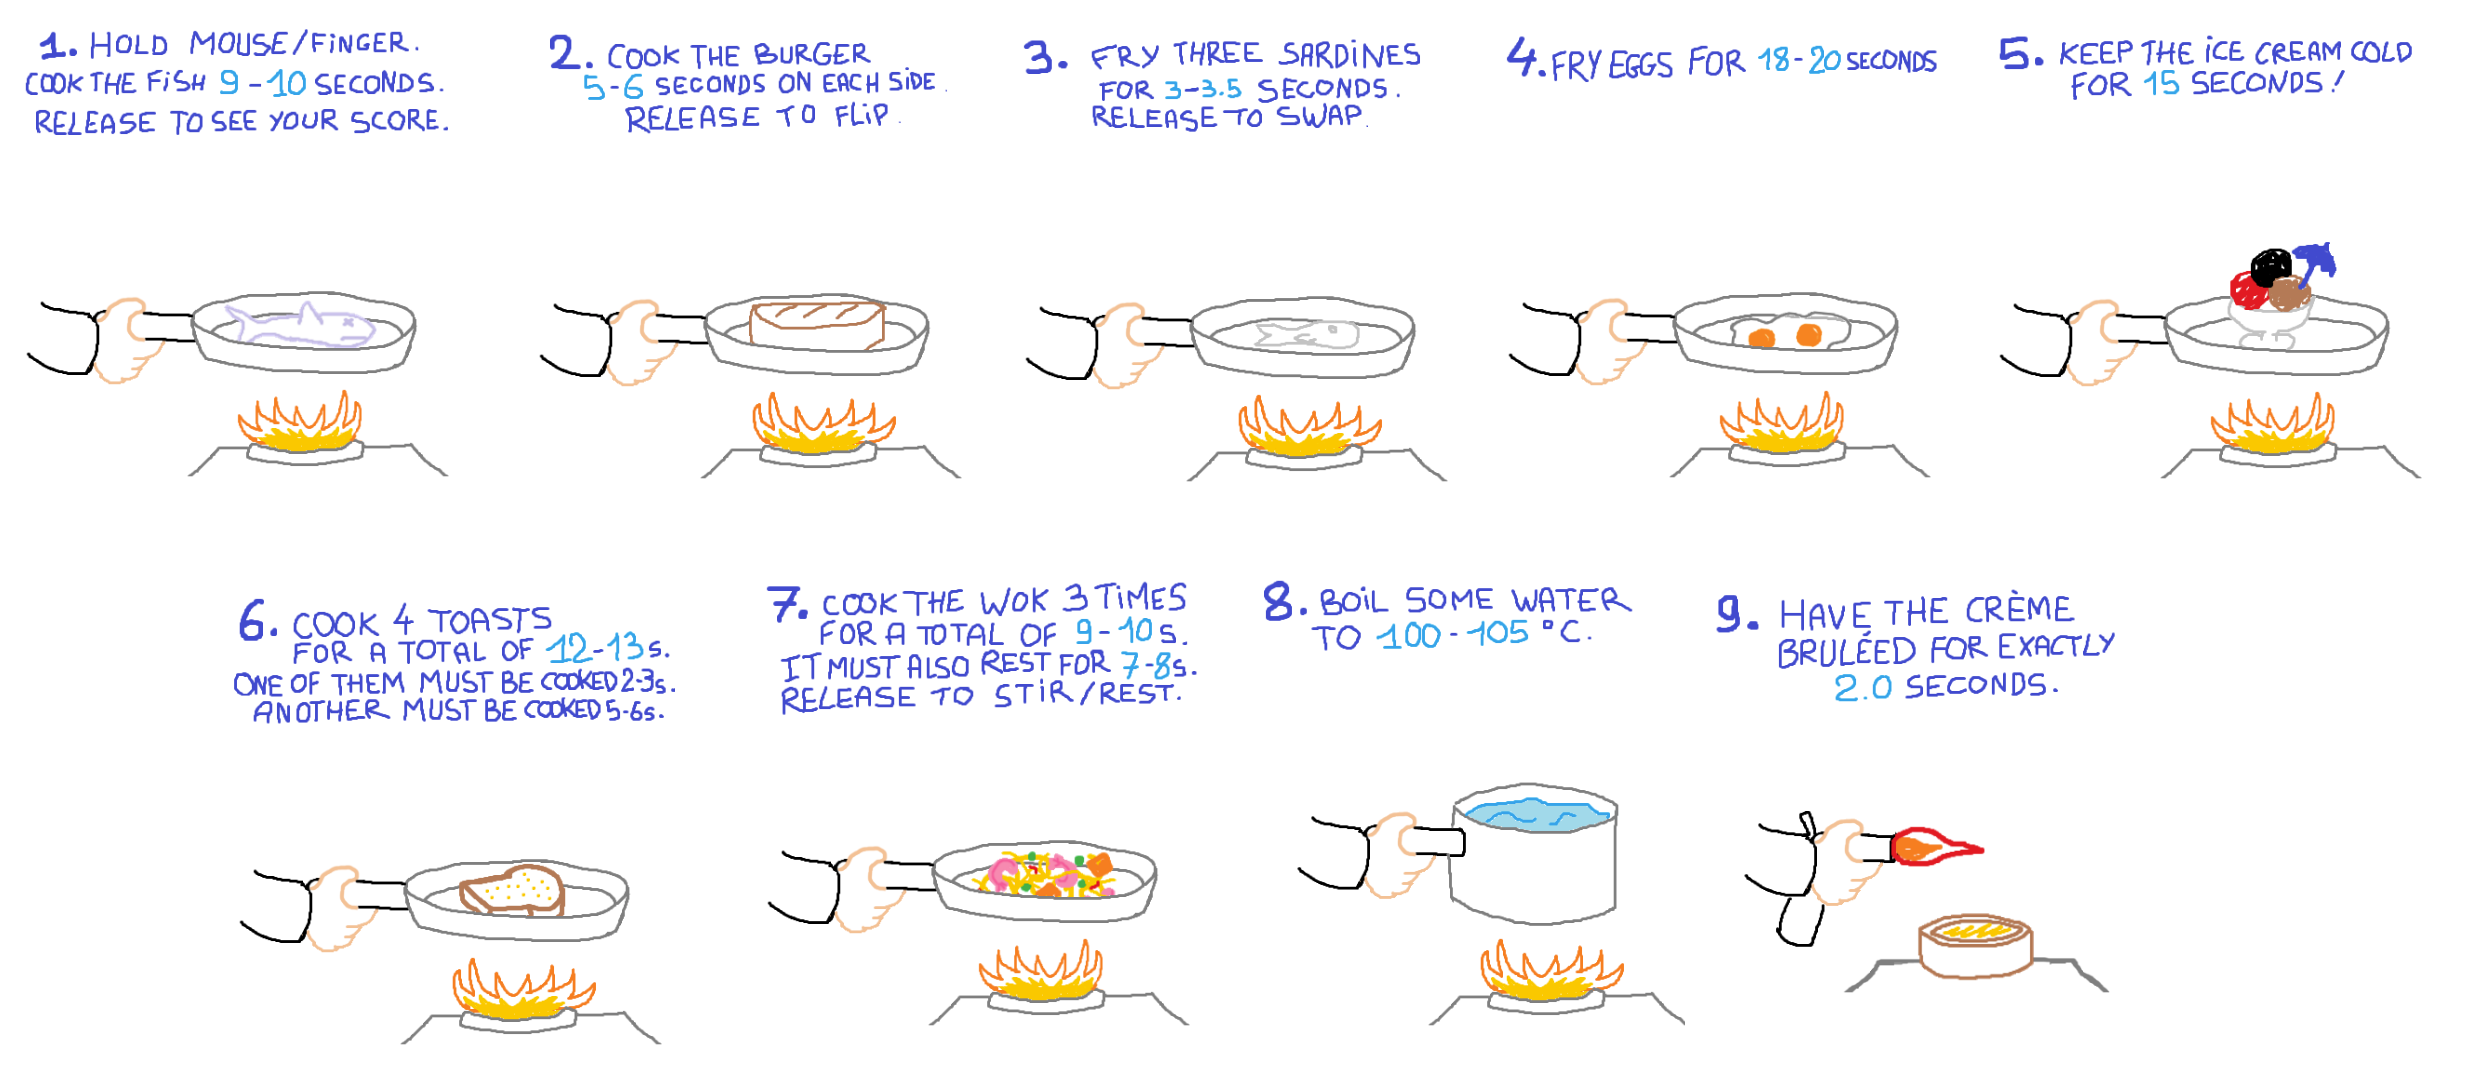 1. HOLD MOUSE/FINGER.
COOK THE FISH 9-10 SECONDS.
RELEASE TO SEE YOUR SCORE.
2. COOK THE BURGER
5-6 SECONDS ON EACH SIDE.
RELEASE TO FLIP.
3. FRY THREE SARDINES
FOR 3-3.5 SECONDS.
RELEASE TO SWAP.
4. FRY EGGS FOR 18-20 SECONDS
5. KEEP THE ICE CREAM COLD
FOR 15 SECONDS!
6. COOK 4 TOASTS
FOR A TOTAL OF 12-13s.
ONE OF THEM MUST BE COOKED 2-3s.
ANOTHER MUST BE COOKED 5-6s.
7. COOK THE WOK 3 TIMES
FOR A TOTAL OF 9-10s.
IT MUST ALSO REST FOR 7-8s.
RELEASE TO STIR/REST.
8. BOIL SOME WATER
TO 100-105°C.
9. HAVE THE CRÈME
BRULÉED FOR EXACTLY
2.0 SECONDS.